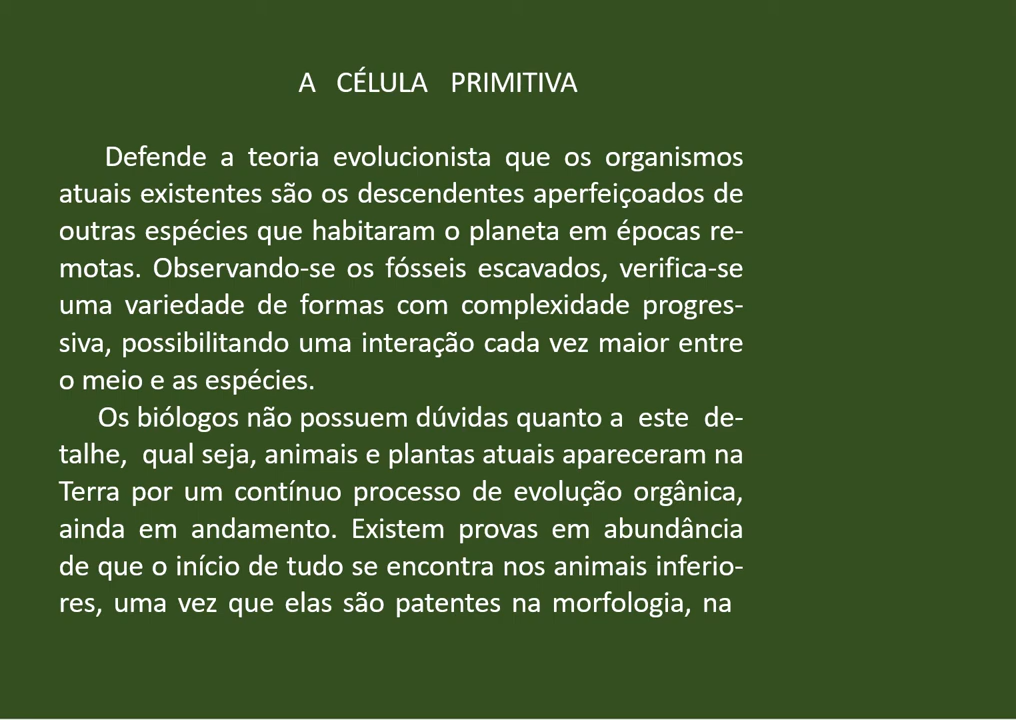 A CÉLULA PRIMITIVA
Defende a teoria evolucionista que os organismos
atuais existentes são os descendentes aperfeiçoados de
outras espécies que habitaram o planeta em épocas re-
motas. Observando-se os fósseis escavados, verifica-se
uma variedade de formas com complexidade progres-
siva, possibilitando uma interação cada vez maior entre
o meio e as espécies.
Os biólogos não possuem dúvidas quanto a este de-
talhe, qual seja, animais e plantas atuais apareceram na
Terra por um contínuo processo de evolução orgânica,
ainda em andamento. Existem provas em abundância
de que o início de tudo se encontra nos animais inferio-
res, uma vez que elas são patentes na morfologia, na